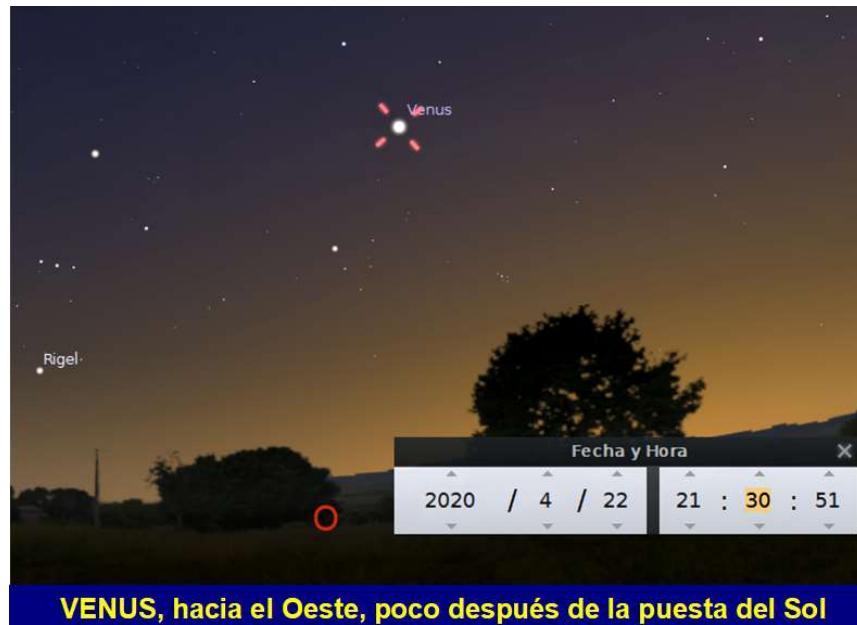 Venus
Rigel
Fecha y Hora
2020 / 4 / 22 21 : 30 : 51
O
VENUS, hacia el Oeste, poco después de la puesta del Sol